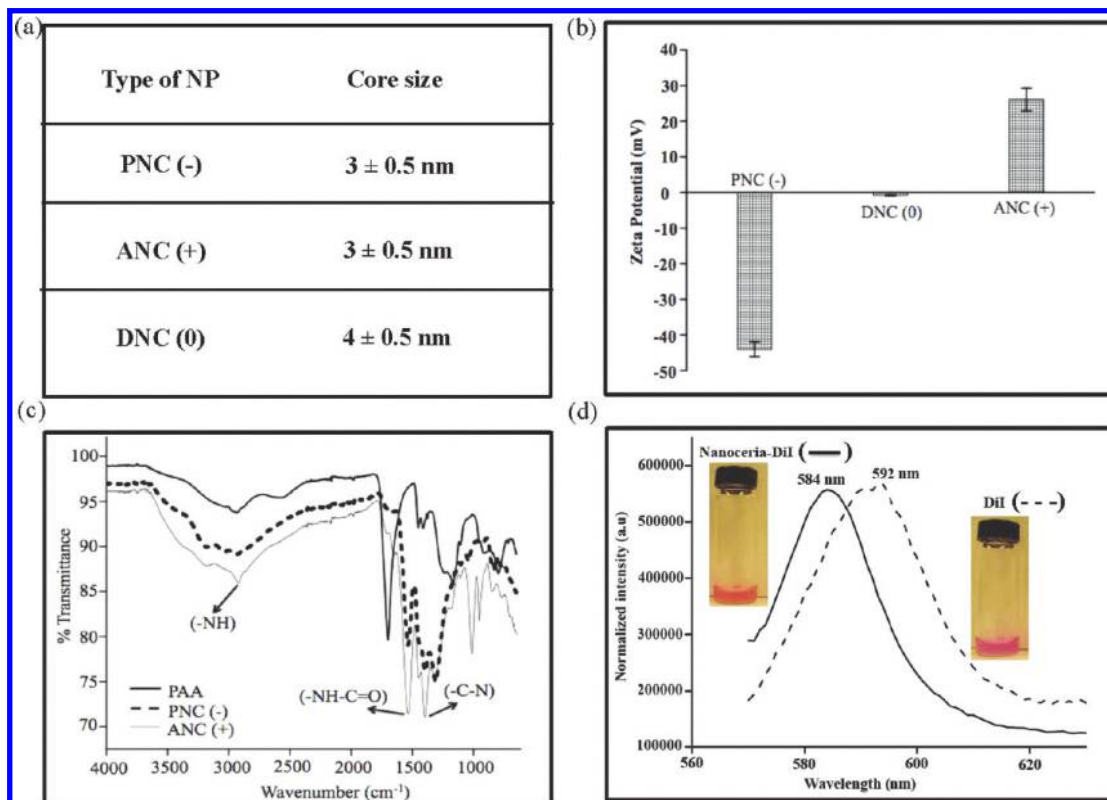 (a)
Type of NP Core size
PNC (-) 3 ± 0.5 nm
ANC (+) 3 ± 0.5 nm
DNC (0) 4 ± 0.5 nm
(b)
Zeta Potential (mV)
40
30
20
10
0
-10
-20
-30
-40
-50
PNC (-)
DNC (0)
ANC (+)
(c)
% Transmittance
100
95
90
85
80
75
70
(-NH)
(-NH-C=O)
(-C-N)
PAA
PNC (-)
ANC (+)
4000 3000 2000 1000
Wavenumber (cm⁻¹)
(d)
Normalized intensity (a.u)
600000
500000
400000
300000
200000
100000
Nanoceria-DiI (—)
584 nm
592 nm
DiI (---)
560 580 600 620
Wavelength (nm)